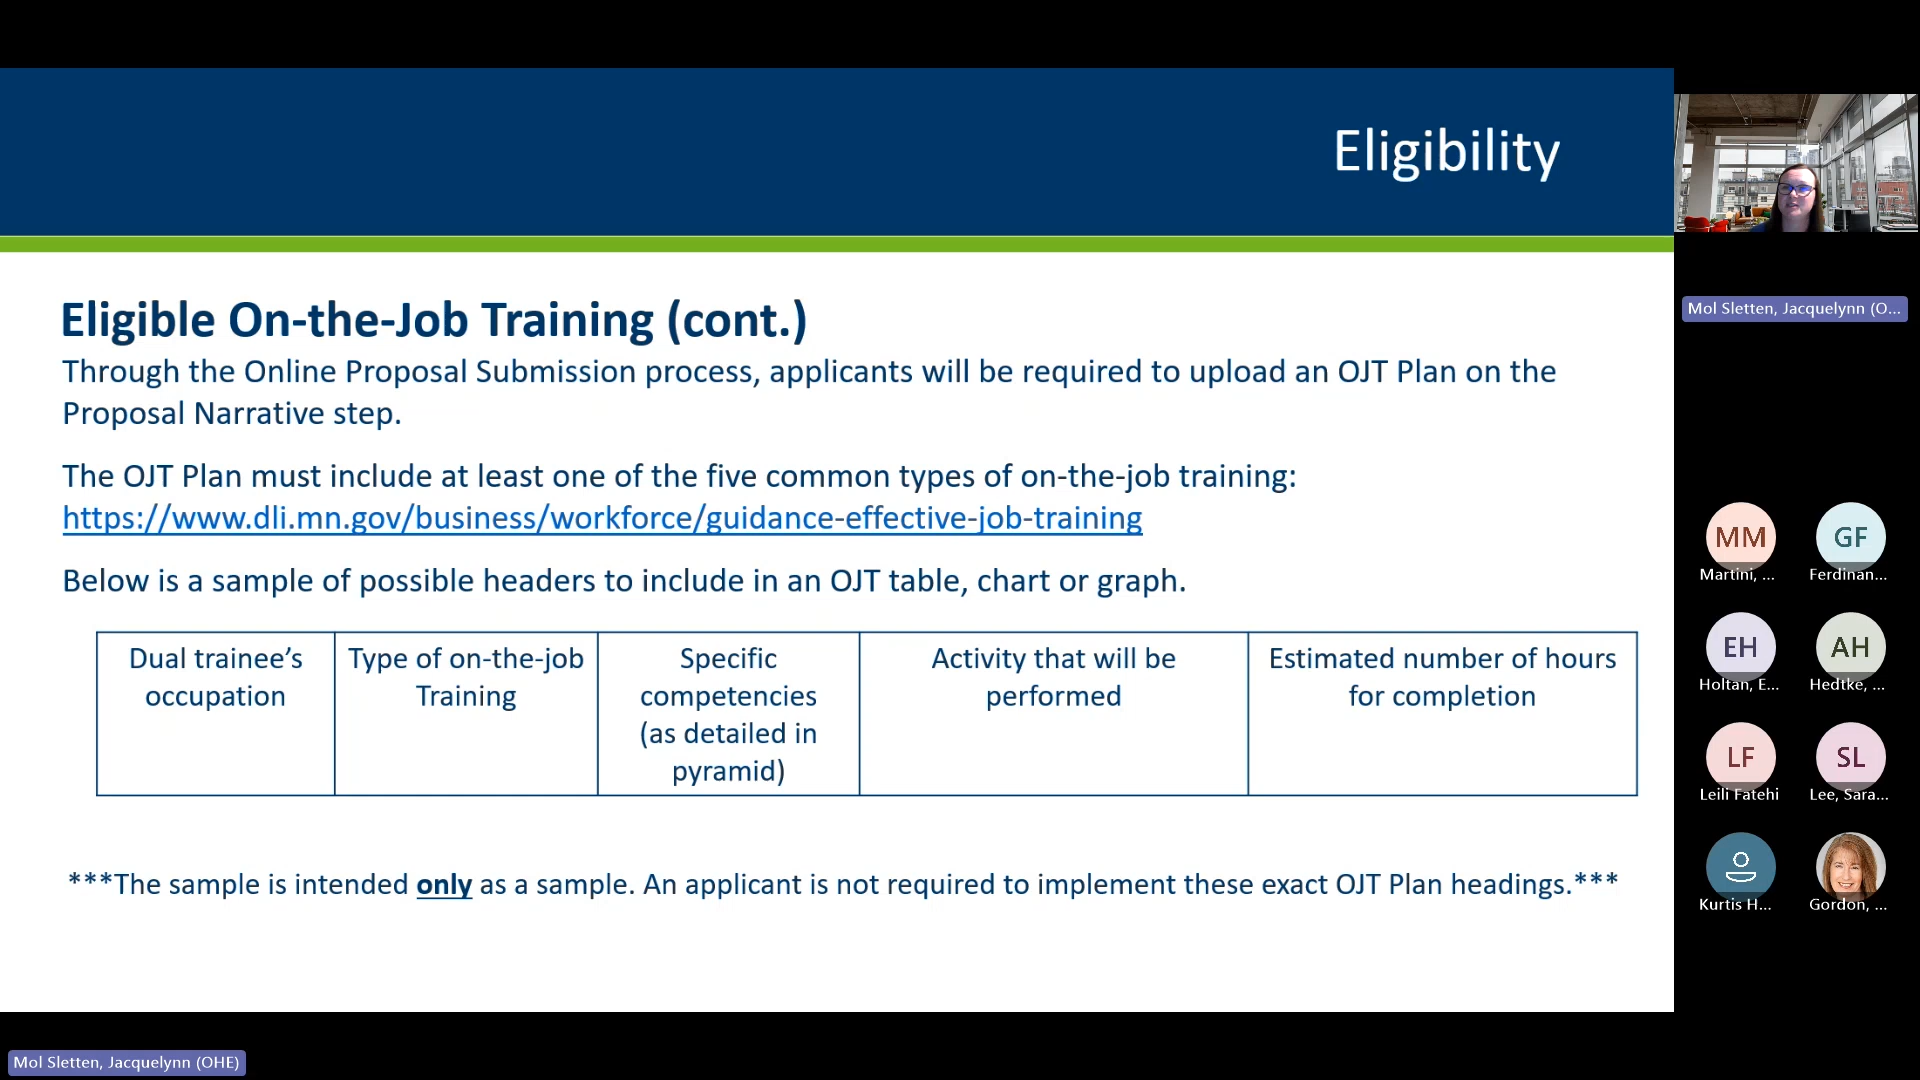 Eligibility
Eligible On-the-Job Training (cont.)
Through the Online Proposal Submission process, applicants will be required to upload an OJT Plan on the
Proposal Narrative step.
The OJT Plan must include at least one of the five common types of on-the-job training:
https://www.dli.mn.gov/business/workforce/guidance-effective-job-training
Below is a sample of possible headers to include in an OJT table, chart or graph.
Dual trainee’s
occupation
Type of on-the-job
Training
Specific
competencies
(as detailed in
pyramid)
Activity that will be
performed
Estimated number of hours
for completion
***The sample is intended only as a sample. An applicant is not required to implement these exact OJT Plan headings.***
Mol Sletten, Jacquelynn (O...
MM
Martini, ...
GF
Ferdinan...
EH
Holtan, E...
AH
Hedtke, ...
LF
Leili Fatehi
SL
Lee, Sara...
Kurtis H...
Gordon, ...
Mol Sletten, Jacquelynn (OHE)